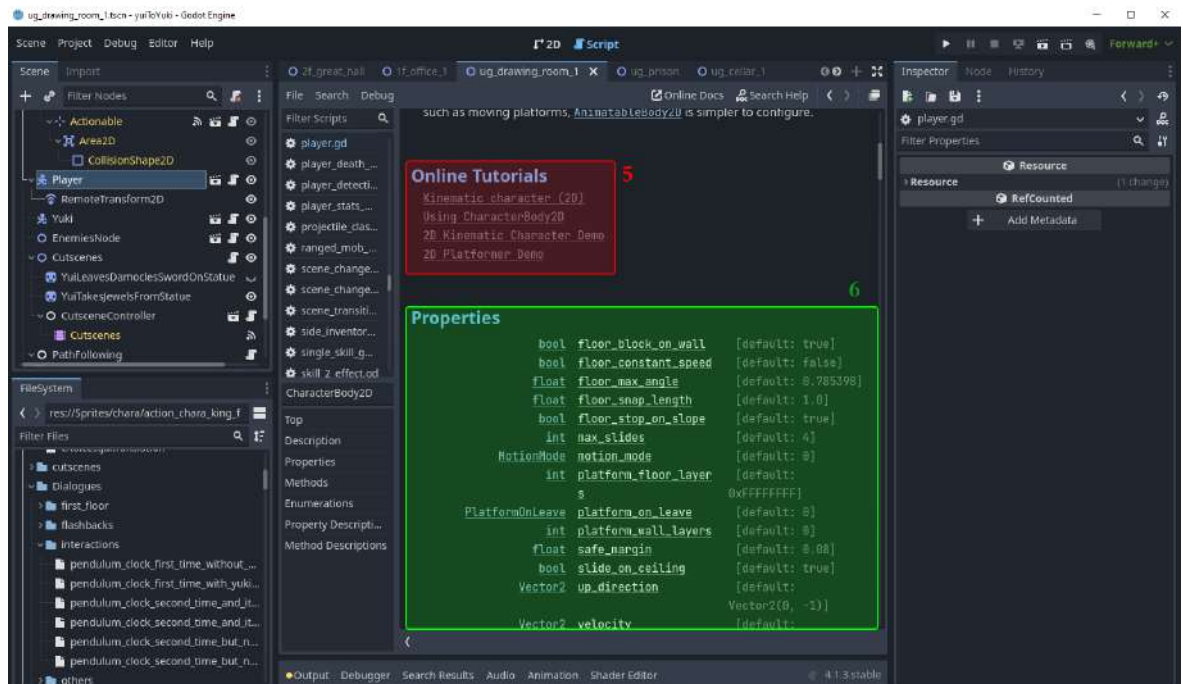 ug_drawing_room_1.tscn - yuiToYuki - Godot Engine
Scene Project Debug Editor Help
2D Script
Forward+
Scene Import
Filter Nodes
Actionable
Area2D
CollisionShape2D
Player
RemoteTransform2D
Yuki
EnemiesNode
Cutscenes
YuiLeavesDamoclesSwordOnStatue
YuiTakesJewelsFromStatue
CutsceneController
Cutscenes
PathFollowing
FileSystem
res://Sprites/chara/action_chara_king_f
Filter Files
cutscenes
Dialogues
first_floor
flashbacks
interactions
pendulum_clock_first_time_without_...
pendulum_clock_first_time_with_yuki...
pendulum_clock_second_time_and_it...
pendulum_clock_second_time_and_it...
pendulum_clock_second_time_but_n...
pendulum_clock_second_time_but_n...
others
2f_great_hall 1f_office_1 ug_drawing_room_1 ug_prison ug_cellar_1
File Search Debug Online Docs Search Help
Filter Scripts
player.gd
player_death_...
player_detecti...
player_stats_...
projectile_clas...
ranged_mob_...
scene_change...
scene_change...
scene_transiti...
side_inventor...
single_skill_g...
skill_2_effect.gd
CharacterBody2D
Top
Description
Properties
Methods
Enumerations
Property Descripti...
Method Descriptions
such as moving platforms, AnimatableBody2D is simpler to configure.
Online Tutorials 5
Kinematic character (2D)
Using CharacterBody2D
2D Kinematic Character Demo
2D Platformer Demo
6
Properties
bool floor_block_on_wall [default: true]
bool floor_constant_speed [default: false]
float floor_max_angle [default: 0.785398]
float floor_snap_length [default: 1.0]
bool floor_stop_on_slope [default: true]
int max_slides [default: 4]
MotionMode motion_mode [default: 0]
int platform_floor_layer [default:
s 0xFFFFFFFF]
PlatformOnLeave platform_on_leave [default: 0]
int platform_wall_layers [default: 0]
float safe_margin [default: 0.08]
bool slide_on_ceiling [default: true]
Vector2 up_direction [default:
Vector2(0, -1)]
Vector2 velocity [default:
Output Debugger Search Results Audio Animation Shader Editor 4.1.3.stable
Inspector Node History
player.gd
Filter Properties
Resource
Resource (1 change)
RefCounted
Add Metadata